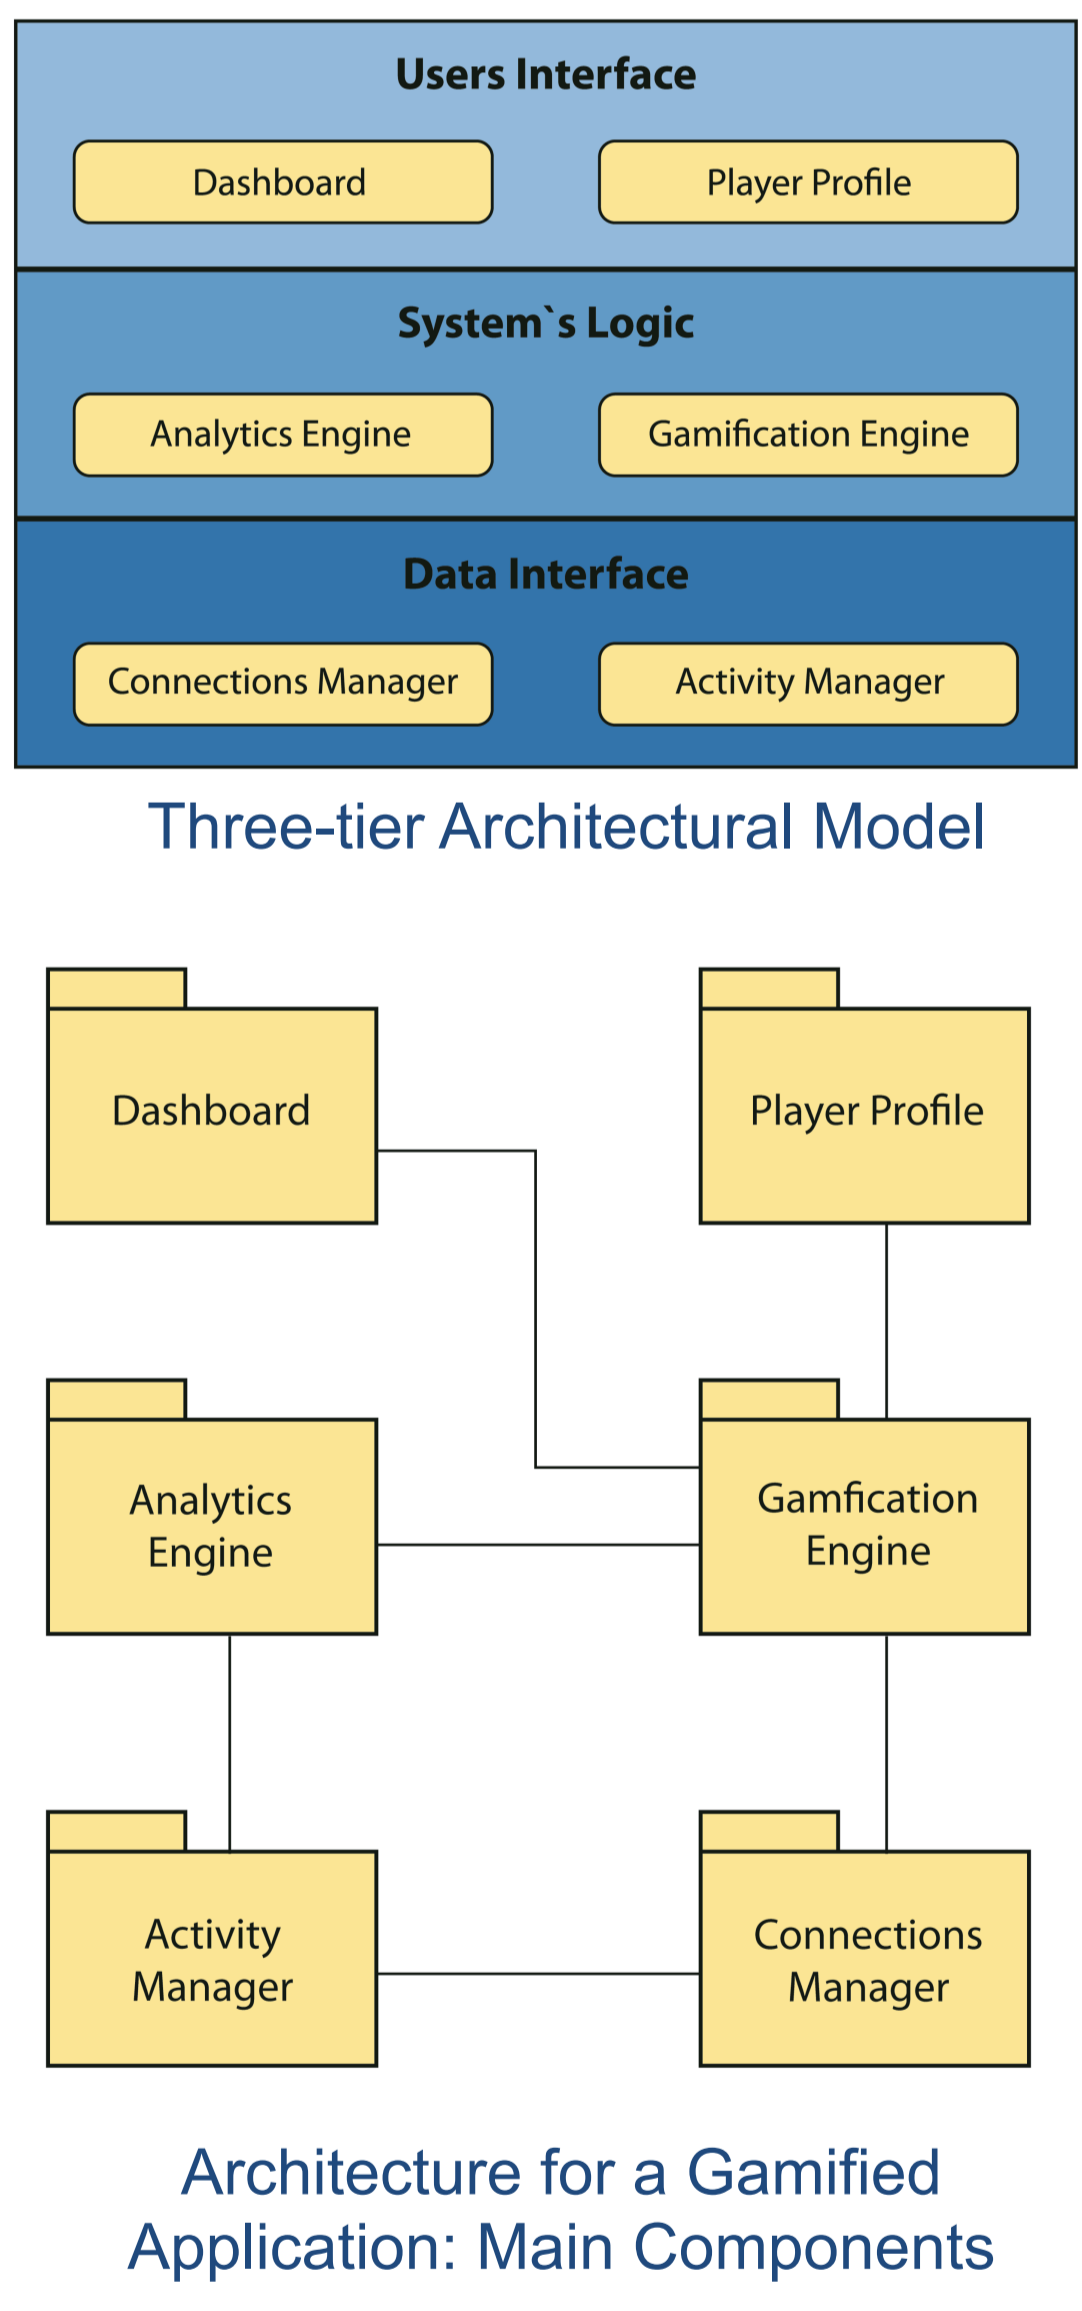 Users Interface
Dashboard
Player Profile
System`s Logic
Analytics Engine
Gamification Engine
Data Interface
Connections Manager
Activity Manager
Three-tier Architectural Model
Dashboard
Player Profile
Analytics
Engine
Gamfication
Engine
Activity
Manager
Connections
Manager
Architecture for a Gamified
Application: Main Components